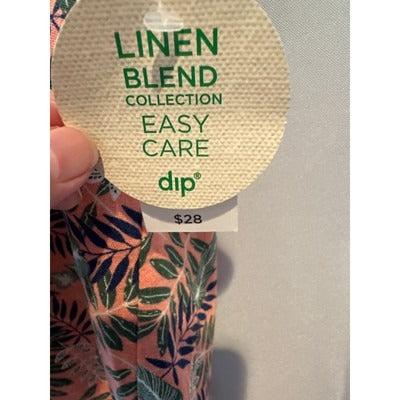 LINEN
BLEND
COLLECTION
EASY
CARE
dip®
$28